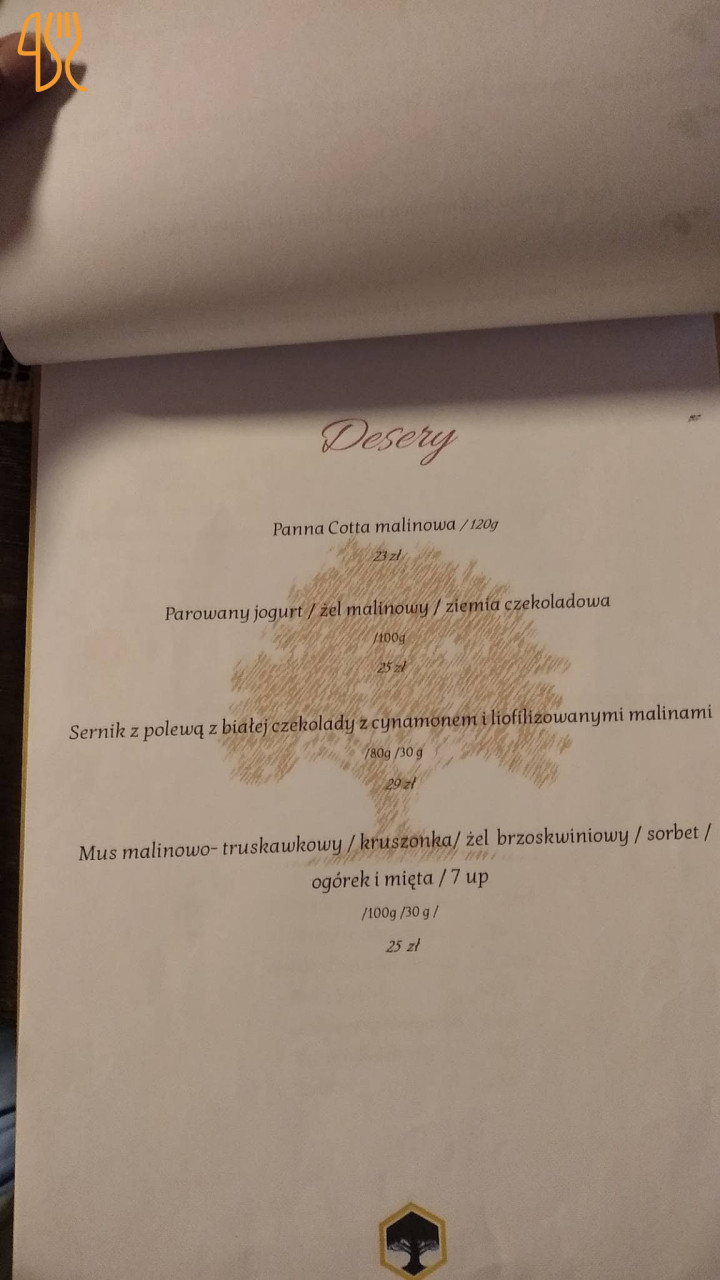 Desery
Panna Cotta malinowa / 120g
23 zł
Parowany jogurt / żel malinowy / ziemia czekoladowa
/100g
25 zł
Sernik z polewą z białej czekolady z cynamonem i liofilizowanymi malinami
/80g /30 g
29 zł
Mus malinowo- truskawkowy / kruszonka/ żel brzoskwiniowy / sorbet /
ogórek i mięta / 7 up
/100g /30 g /
25 zł